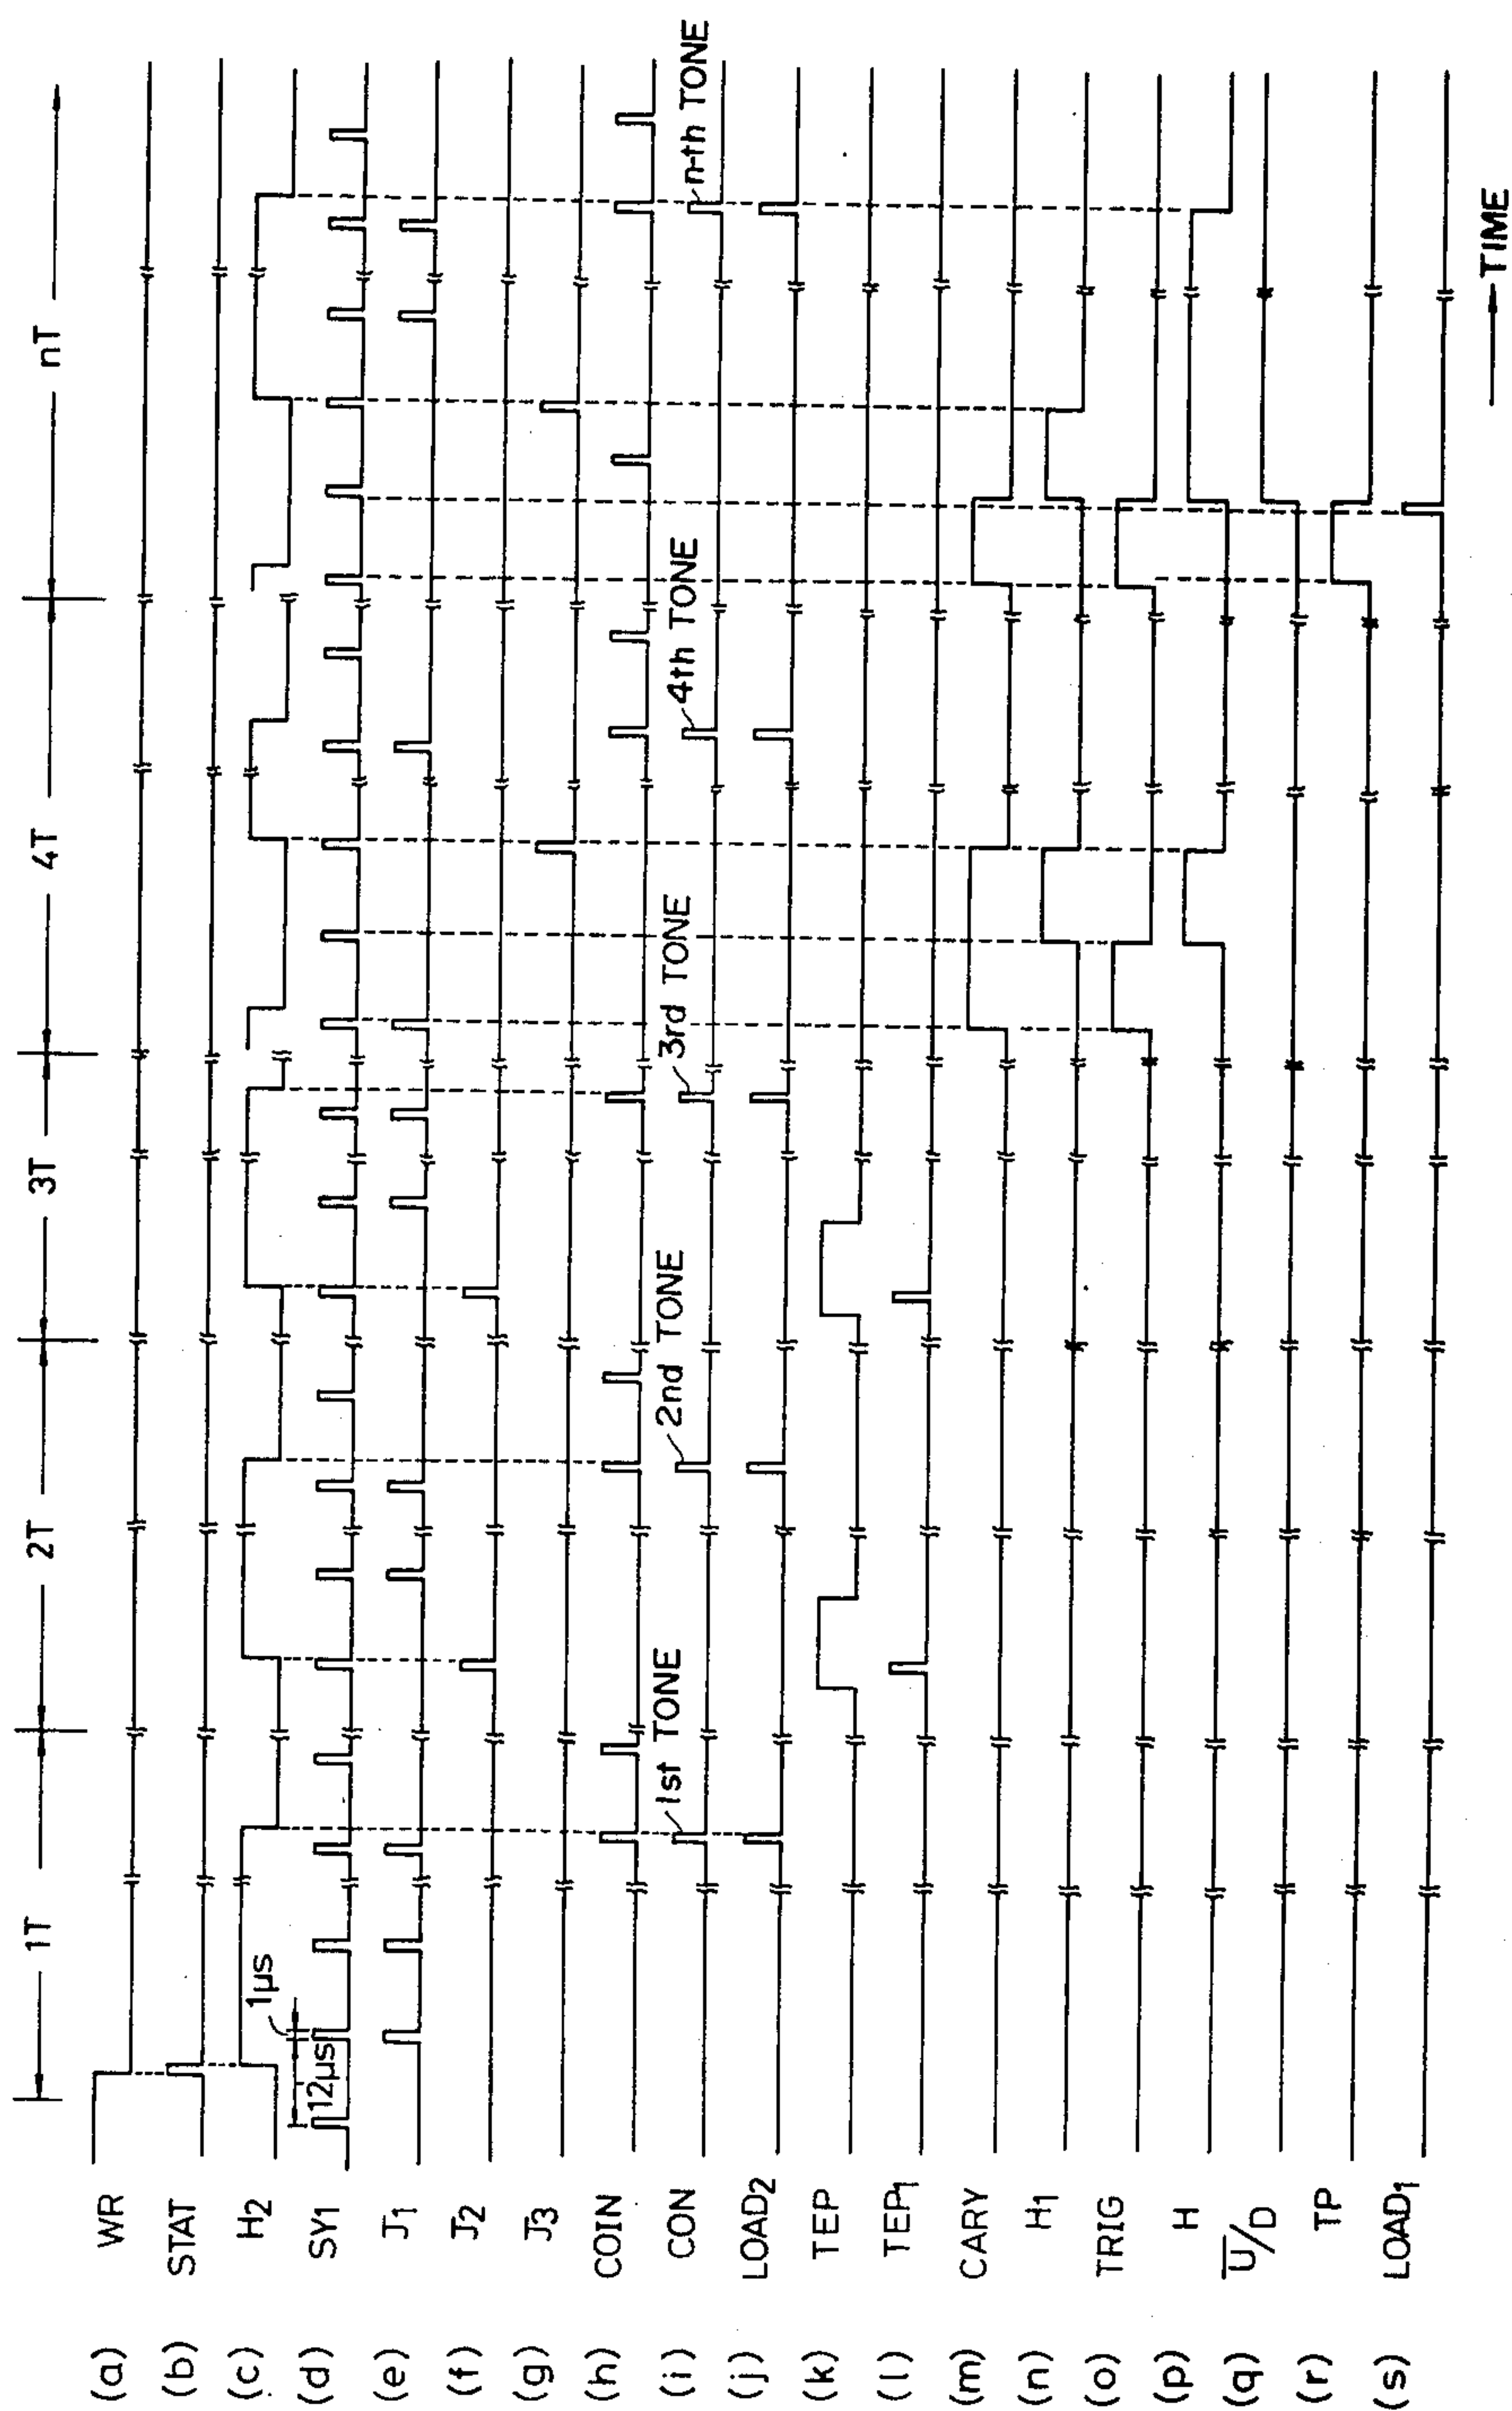 1T 2T 3T 4T nT
(a) WR
(b) STAT
(c) H2
(d) SY1 12μs 1μs
(e) J1
(f) J2
(g) J3
(h) COIN
(i) CON 1st TONE 2nd TONE 3rd TONE 4th TONE n-th TONE
(j) LOAD2
(k) TEP
(l) TEP1
(m) CARY
(n) H1
(o) TRIG
(p) H
(q) U̅/D
(r) TP
(s) LOAD1
TIME